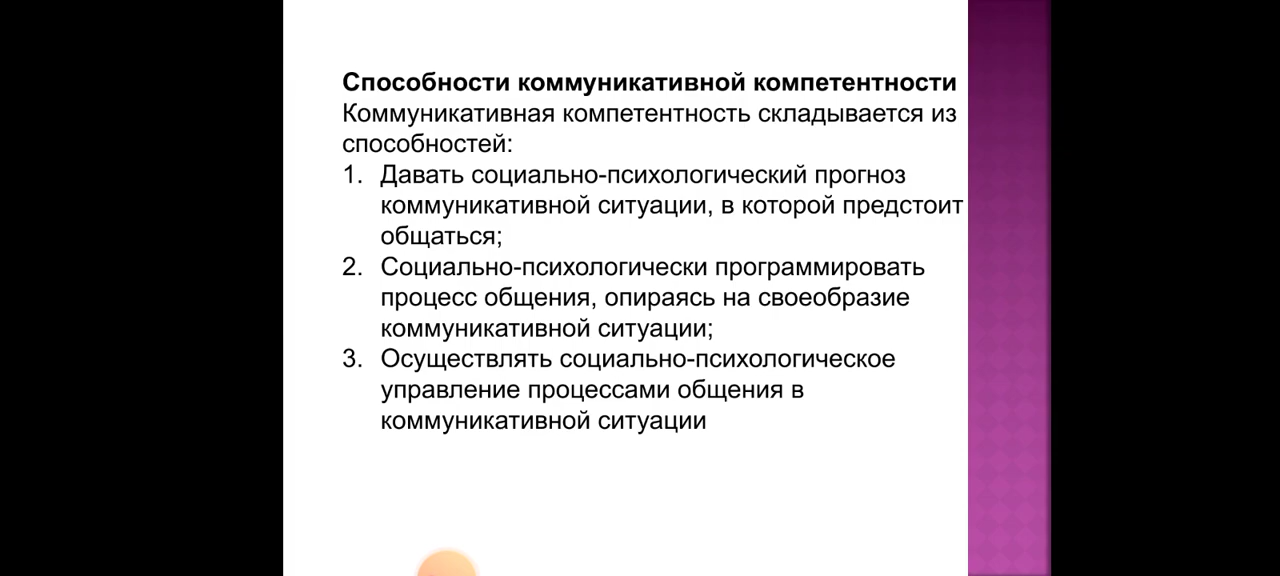 Способности коммуникативной компетентности
Коммуникативная компетентность складывается из
способностей:
1. Давать социально-психологический прогноз
коммуникативной ситуации, в которой предстоит
общаться;
2. Социально-психологически программировать
процесс общения, опираясь на своеобразие
коммуникативной ситуации;
3. Осуществлять социально-психологическое
управление процессами общения в
коммуникативной ситуации